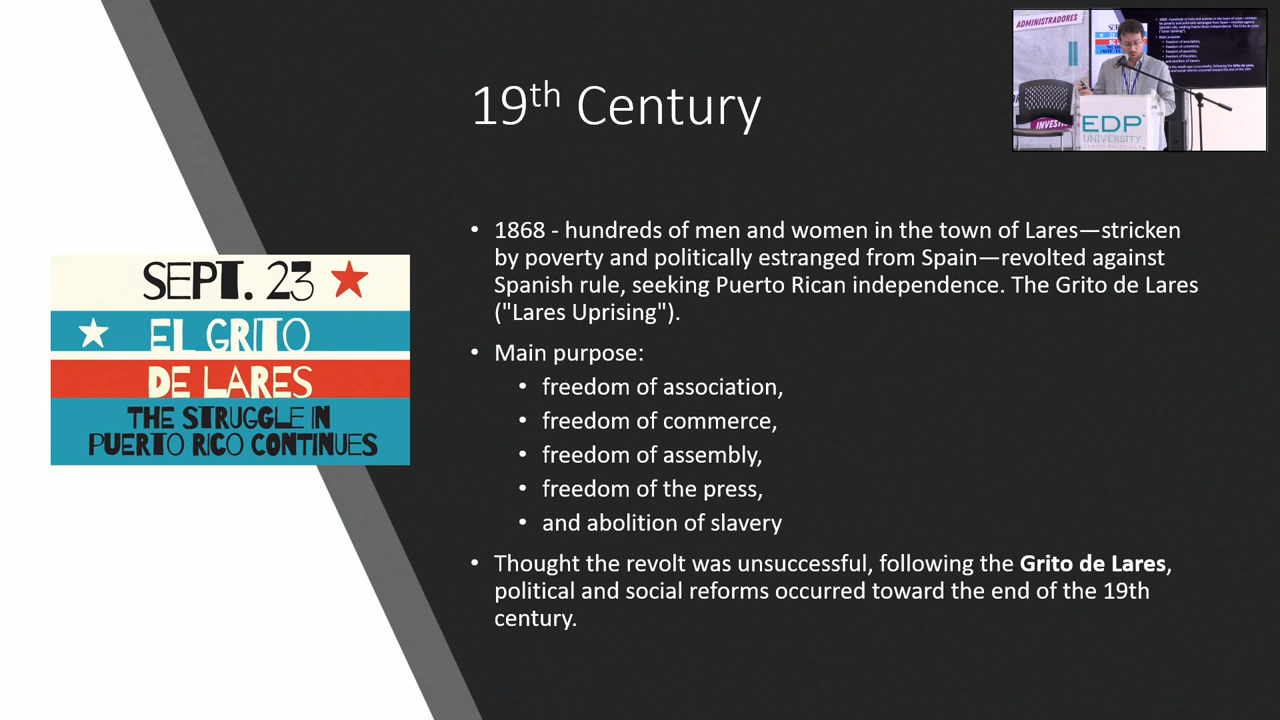 19th Century
SEPT. 23
EL GRITO
DE LARES
THE STRUGGLE IN
PUERTO RICO CONTINUES
• 1868 - hundreds of men and women in the town of Lares—stricken
by poverty and politically estranged from Spain—revolted against
Spanish rule, seeking Puerto Rican independence. The Grito de Lares
("Lares Uprising").
• Main purpose:
• freedom of association,
• freedom of commerce,
• freedom of assembly,
• freedom of the press,
• and abolition of slavery
• Thought the revolt was unsuccessful, following the Grito de Lares,
political and social reforms occurred toward the end of the 19th
century.
ADMINISTRADORES
EDP
UNIVERSITY